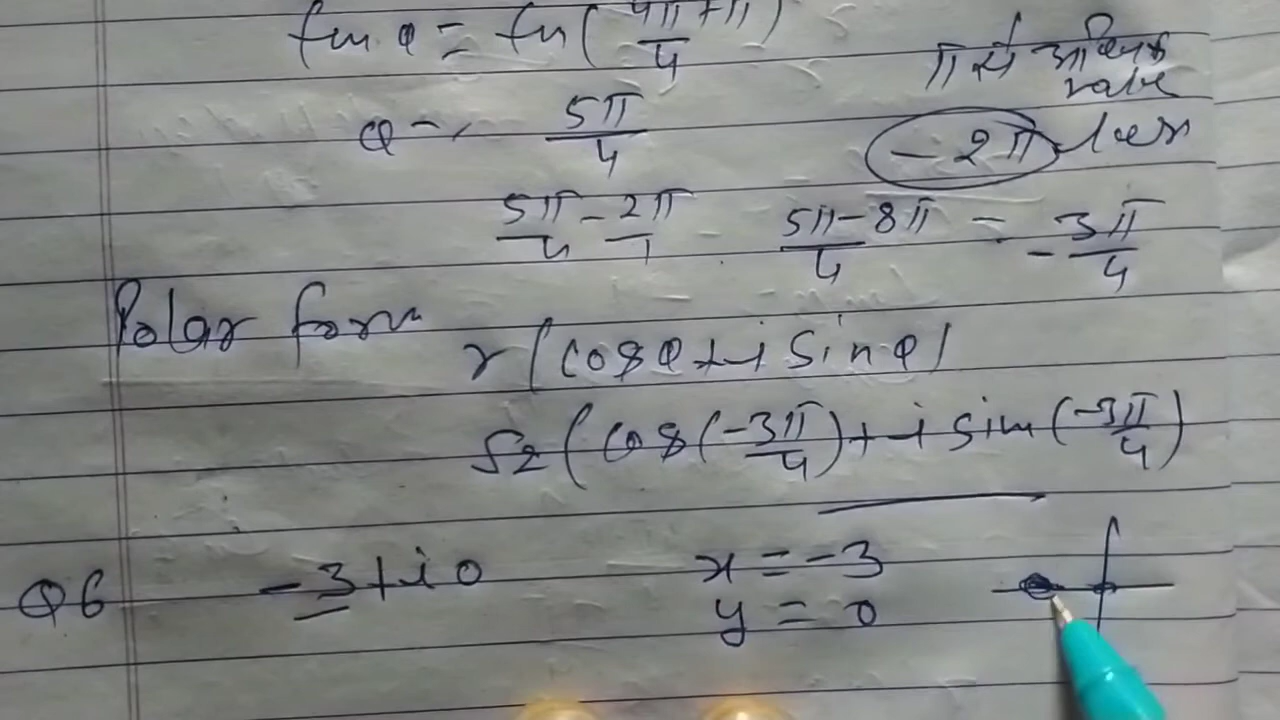 tan θ = tan( 4π+π / 4 )
π से अधिक value
θ = 5π/4
-2π less
5π/4 - 2π/1 5π-8π/4 = -3π/4
Polar form
r(cos θ + i sin θ)
√2(cos(-3π/4) + i sin(-3π/4)
Q6 -3+i0 x = -3
y = 0